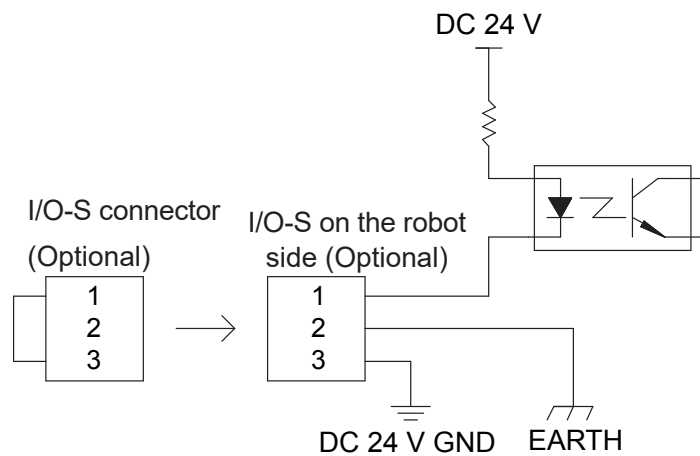 DC 24 V
I/O-S connector
(Optional)
I/O-S on the robot
side (Optional)
1
2
3
1
2
3
DC 24 V GND
EARTH